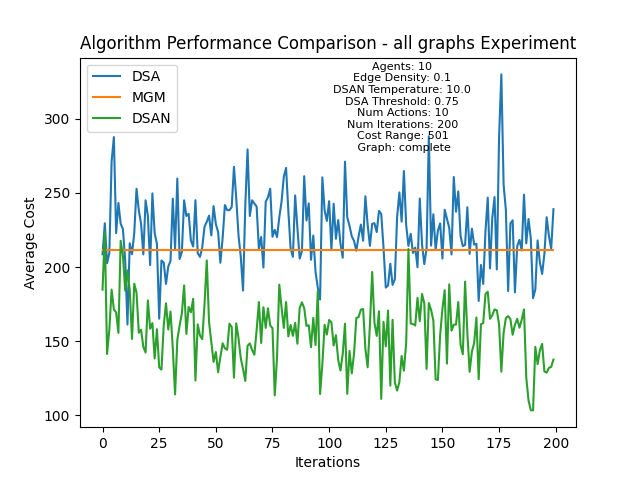 Algorithm Performance Comparison - all graphs Experiment
DSA
MGM
DSAN
Agents: 10
Edge Density: 0.1
DSAN Temperature: 10.0
DSA Threshold: 0.75
Num Actions: 10
Num Iterations: 200
Cost Range: 501
Graph: complete
Average Cost
300
250
200
150
100
0
25
50
75
100
125
150
175
200
Iterations